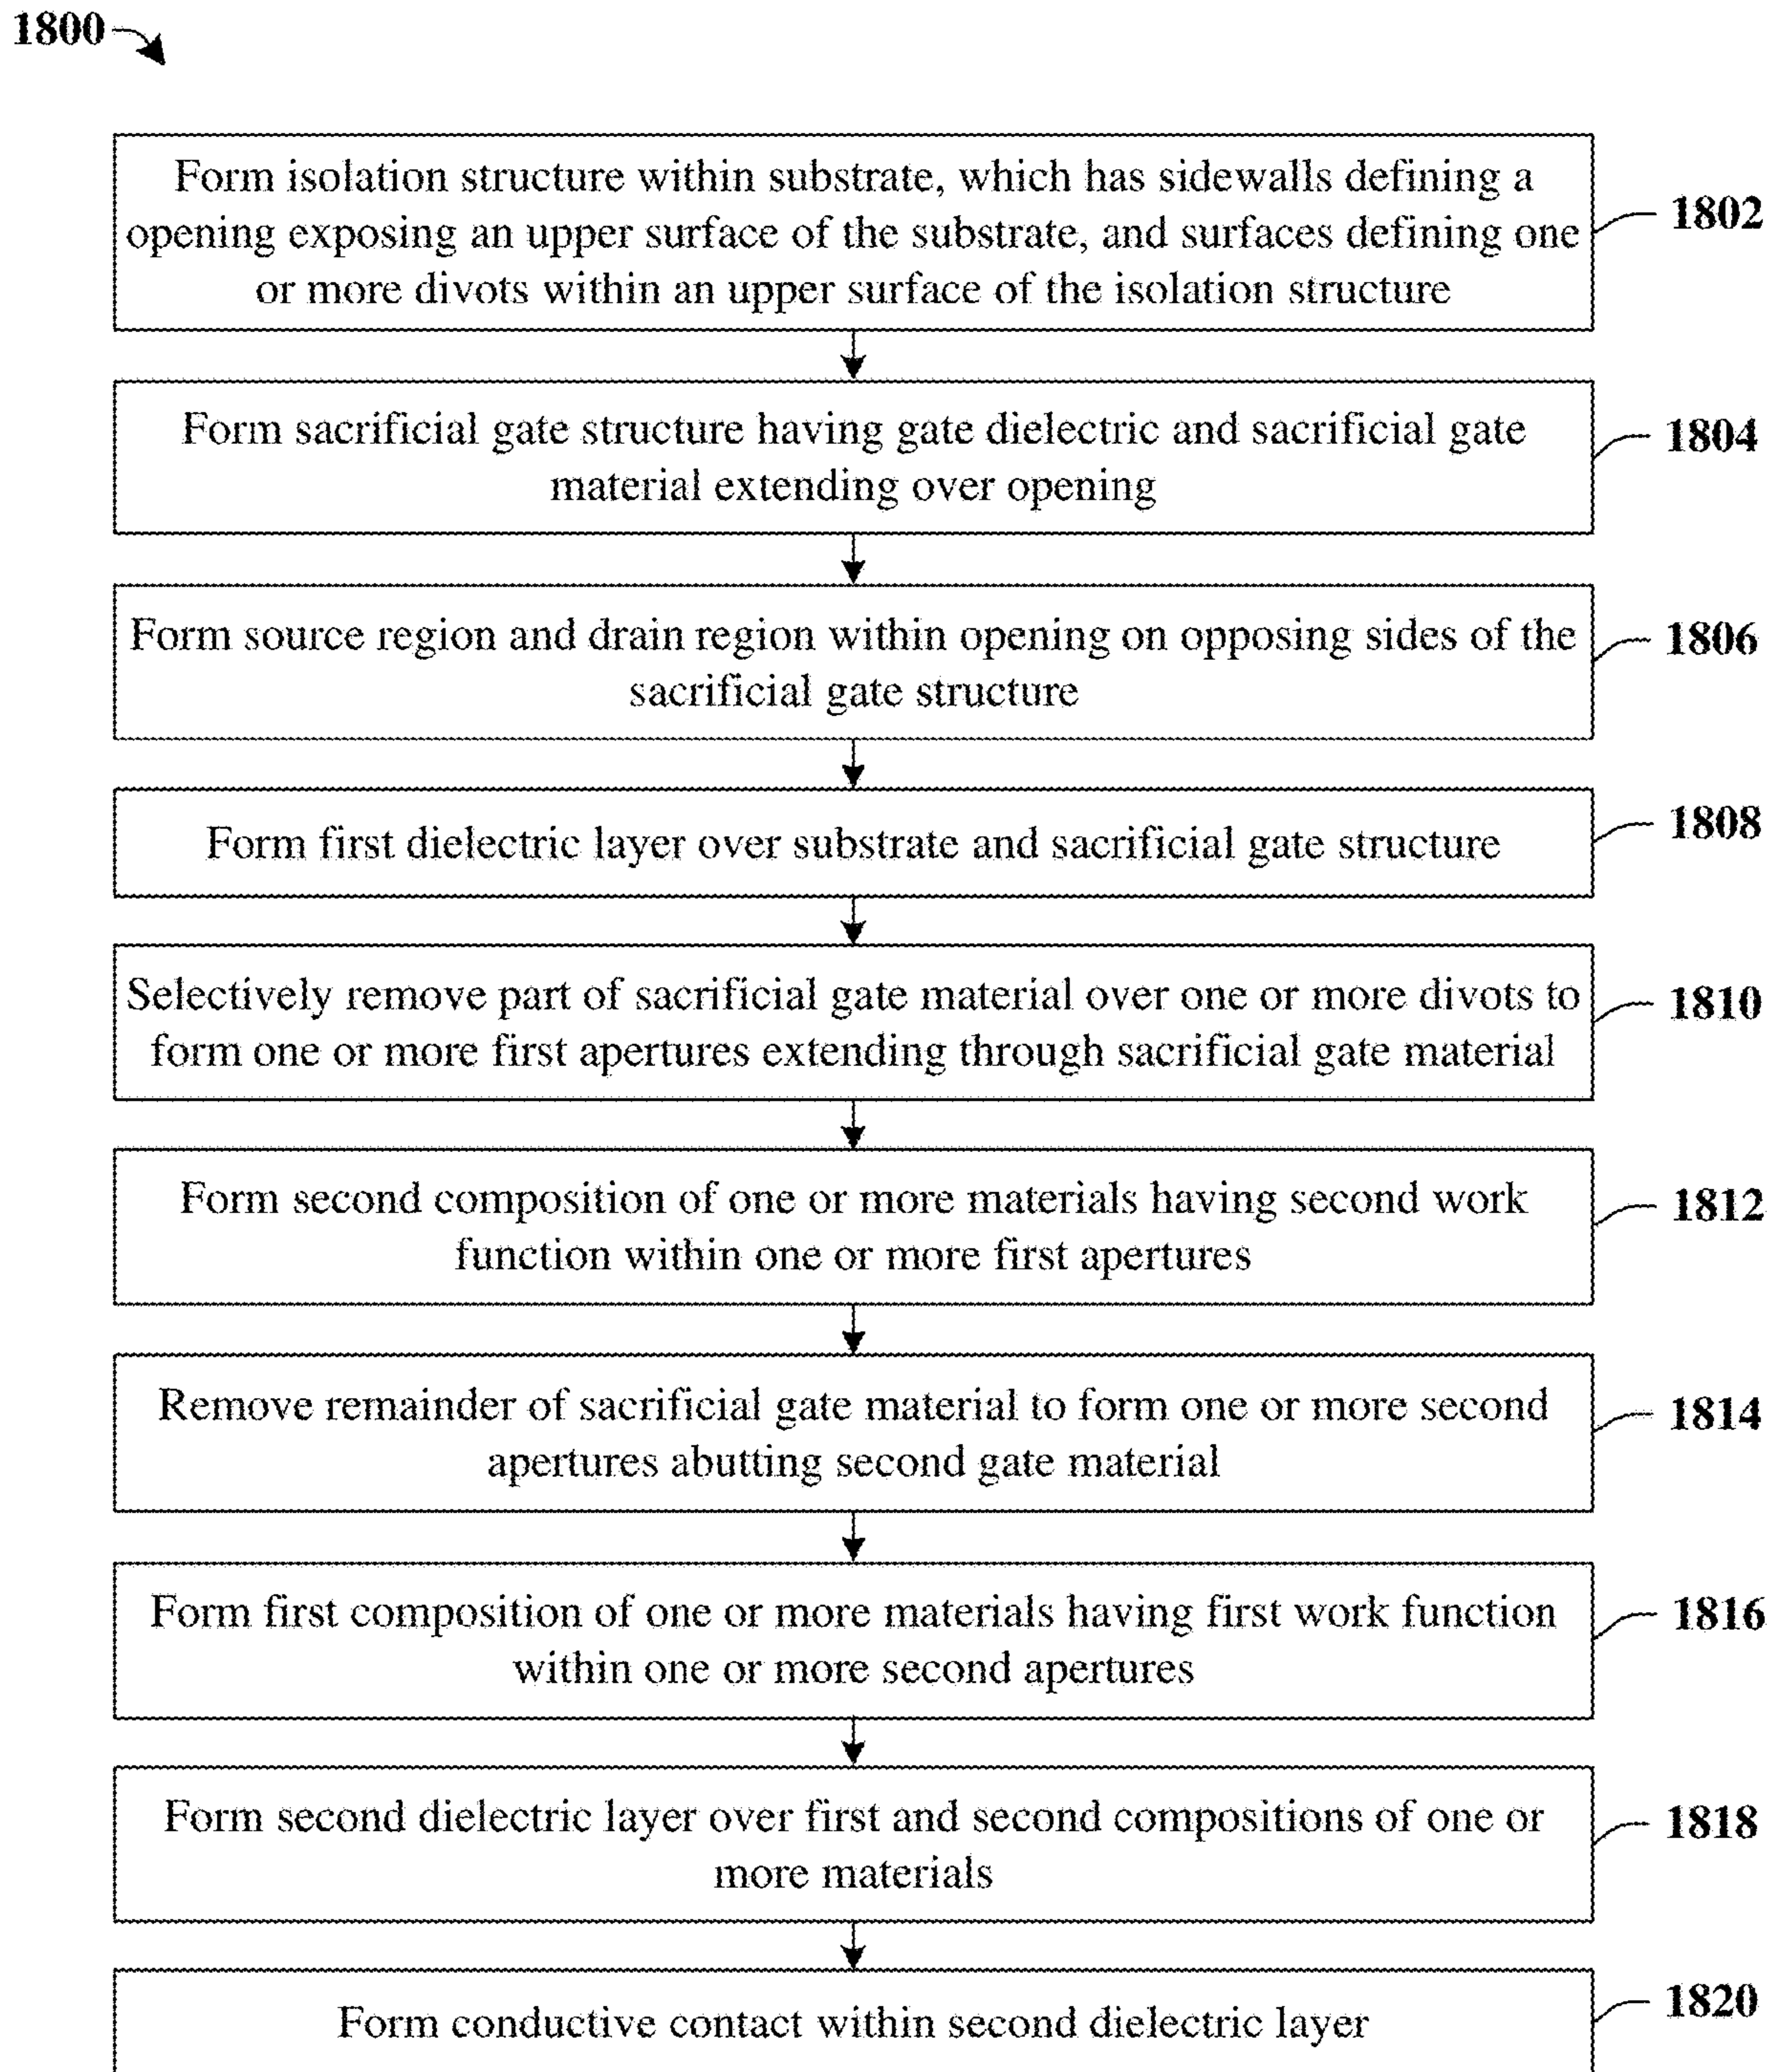 1800
Form isolation structure within substrate, which has sidewalls defining a
opening exposing an upper surface of the substrate, and surfaces defining one
or more divots within an upper surface of the isolation structure
1802
Form sacrificial gate structure having gate dielectric and sacrificial gate
material extending over opening
1804
Form source region and drain region within opening on opposing sides of the
sacrificial gate structure
1806
Form first dielectric layer over substrate and sacrificial gate structure
1808
Selectively remove part of sacrificial gate material over one or more divots to
form one or more first apertures extending through sacrificial gate material
1810
Form second composition of one or more materials having second work
function within one or more first apertures
1812
Remove remainder of sacrificial gate material to form one or more second
apertures abutting second gate material
1814
Form first composition of one or more materials having first work function
within one or more second apertures
1816
Form second dielectric layer over first and second compositions of one or
more materials
1818
Form conductive contact within second dielectric layer
1820